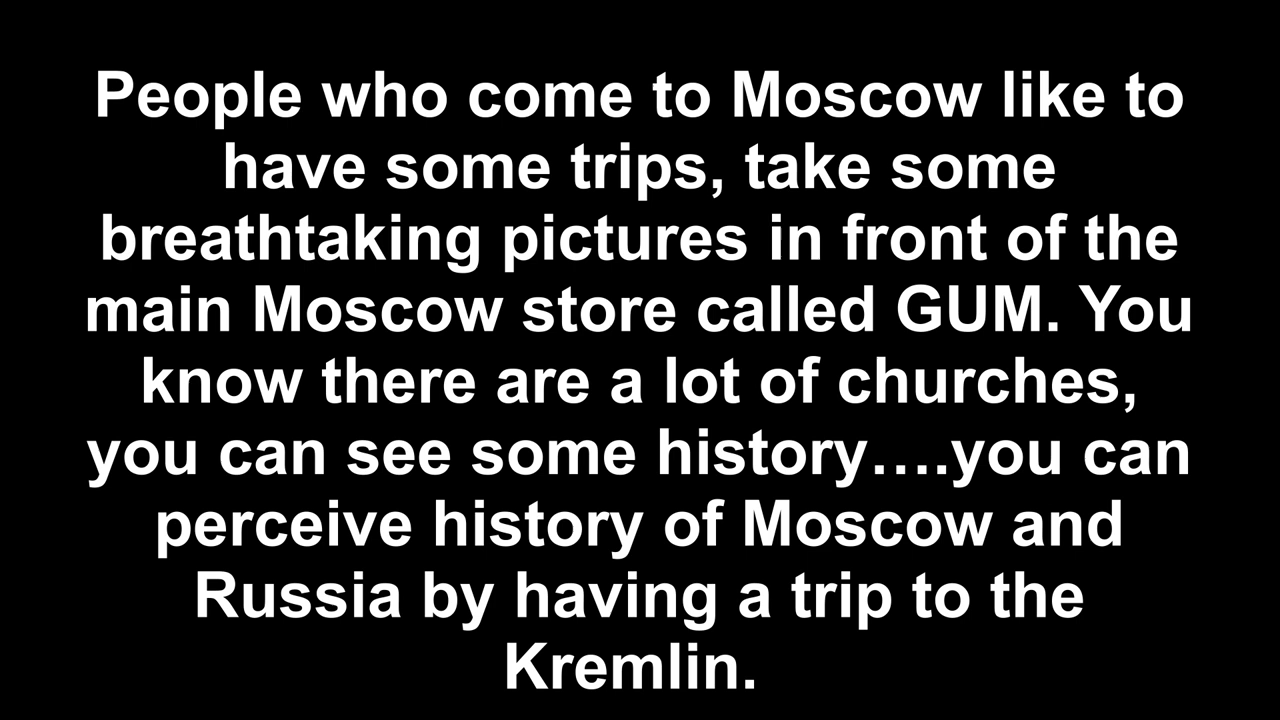 People who come to Moscow like to
have some trips, take some
breathtaking pictures in front of the
main Moscow store called GUM. You
know there are a lot of churches,
you can see some history….you can
perceive history of Moscow and
Russia by having a trip to the
Kremlin.